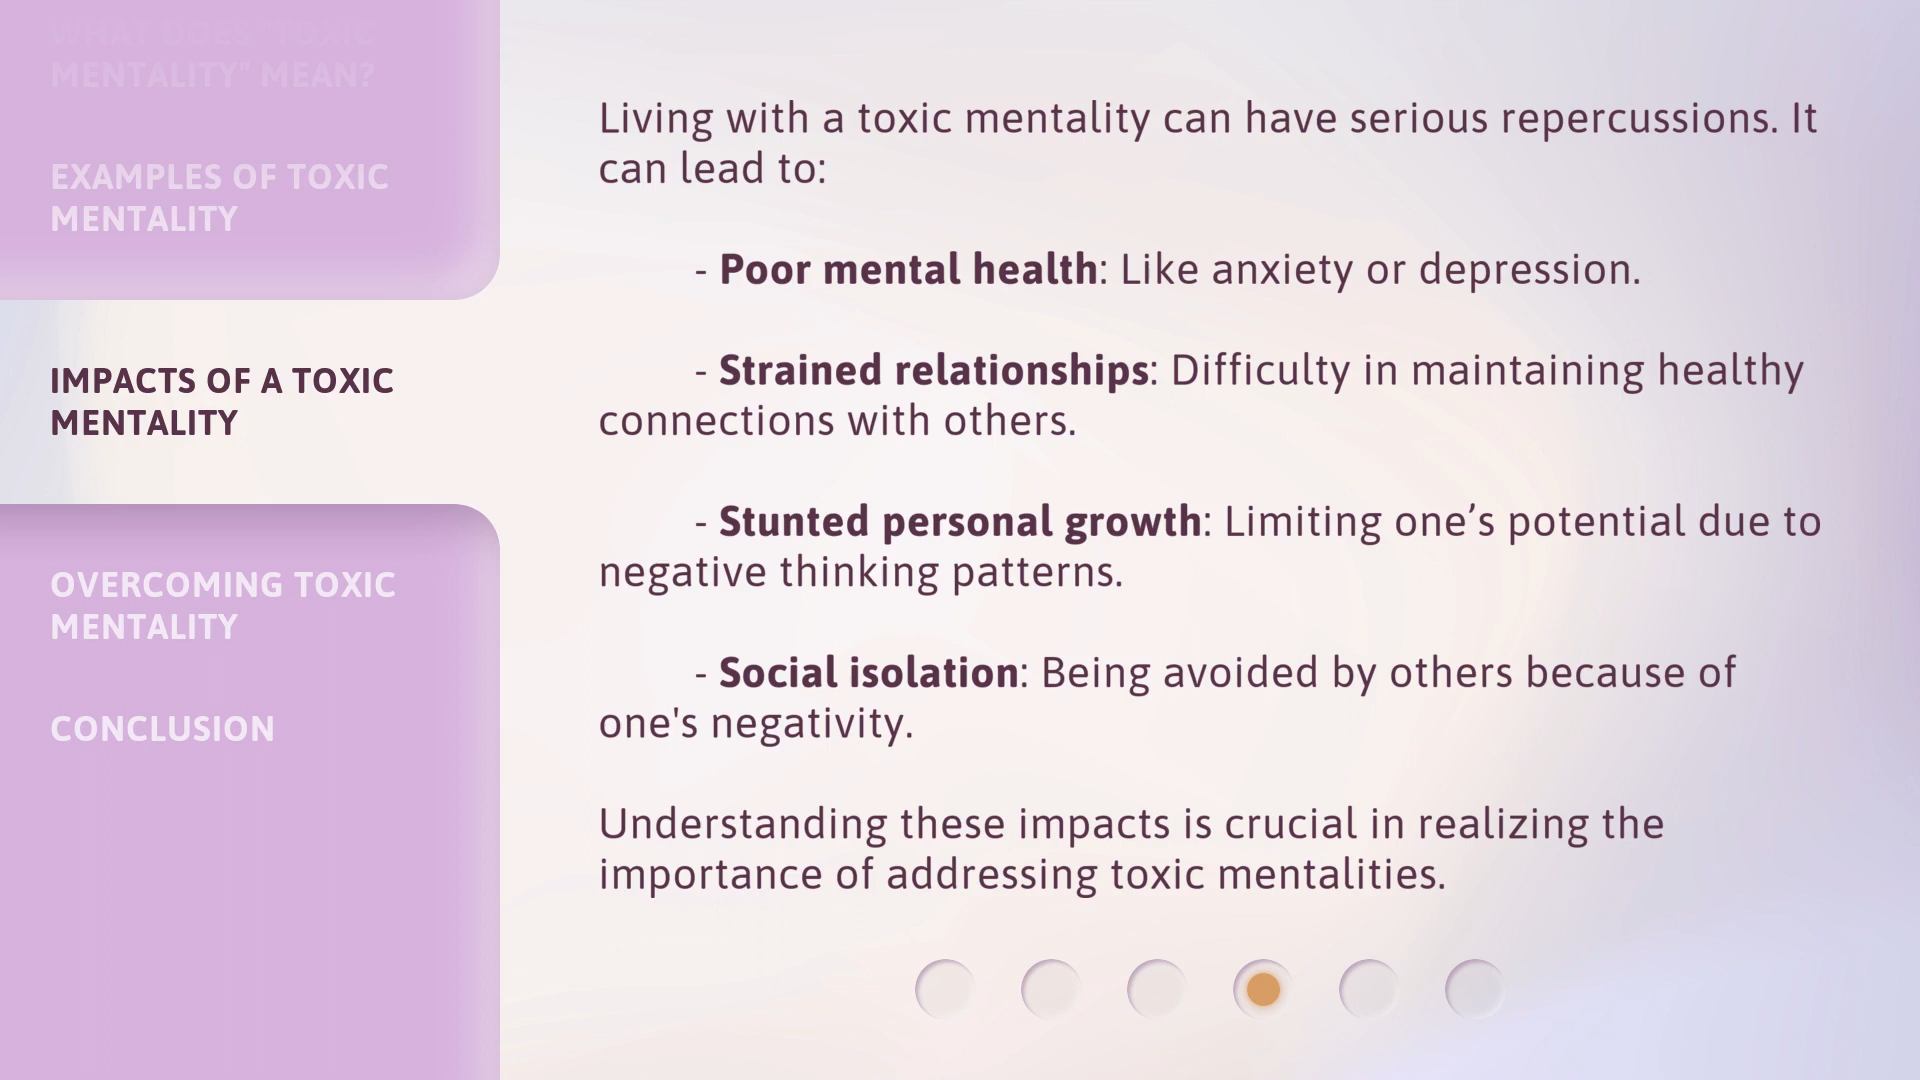 WHAT DOES "TOXIC
MENTALITY" MEAN?
EXAMPLES OF TOXIC
MENTALITY
IMPACTS OF A TOXIC
MENTALITY
OVERCOMING TOXIC
MENTALITY
CONCLUSION
Living with a toxic mentality can have serious repercussions. It
can lead to:
- Poor mental health: Like anxiety or depression.
- Strained relationships: Difficulty in maintaining healthy
connections with others.
- Stunted personal growth: Limiting one’s potential due to
negative thinking patterns.
- Social isolation: Being avoided by others because of
one's negativity.
Understanding these impacts is crucial in realizing the
importance of addressing toxic mentalities.